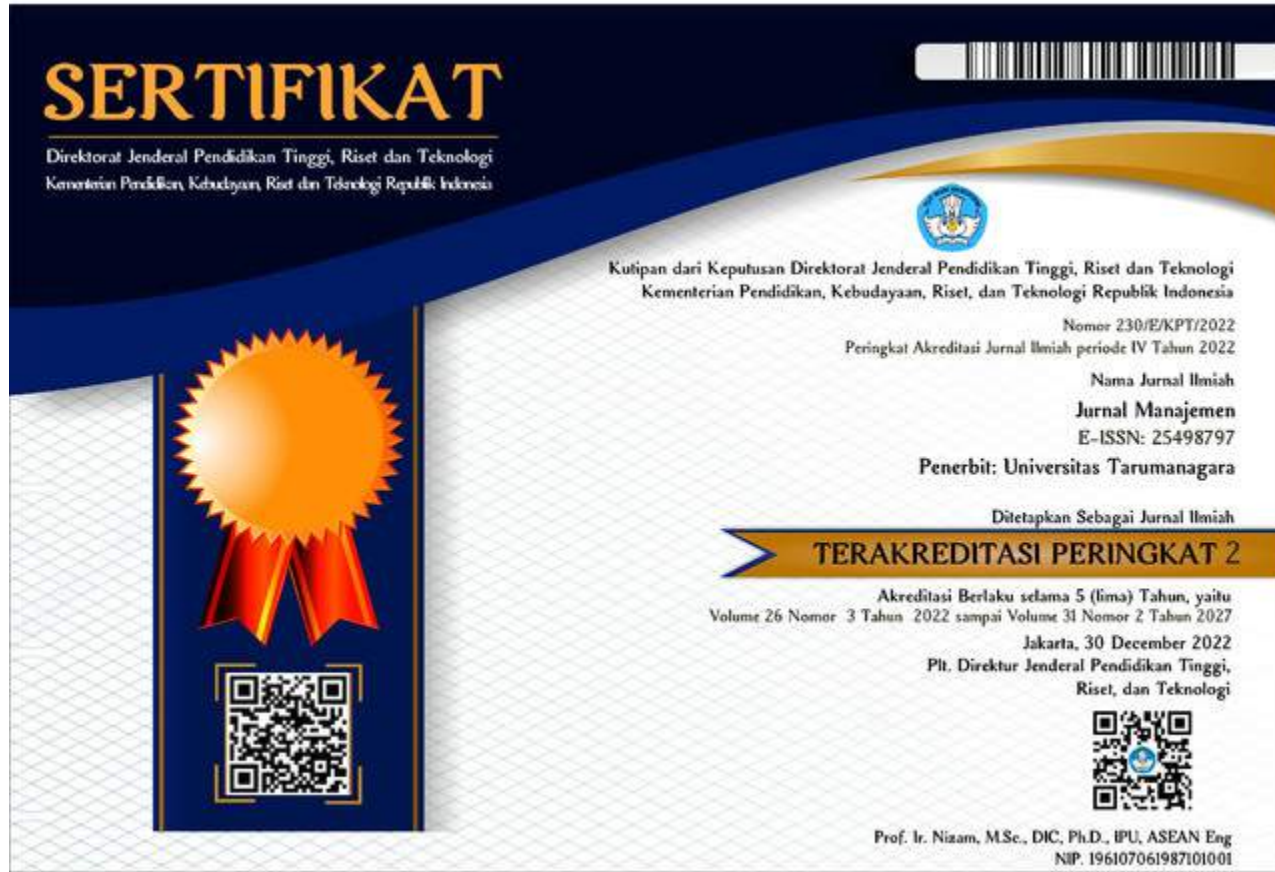 SERTIFIKAT
Direktorat Jenderal Pendidikan Tinggi, Riset dan Teknologi
Kementerian Pendidikan, Kebudayaan, Riset dan Teknologi Republik Indonesia
Kutipan dari Keputusan Direktorat Jenderal Pendidikan Tinggi, Riset dan Teknologi
Kementerian Pendidikan, Kebudayaan, Riset, dan Teknologi Republik Indonesia
Nomor 230/E/KPT/2022
Peringkat Akreditasi Jurnal Ilmiah periode IV Tahun 2022
Nama Jurnal Ilmiah
Jurnal Manajemen
E-ISSN: 25498797
Penerbit: Universitas Tarumanagara
Ditetapkan Sebagai Jurnal Ilmiah
TERAKREDITASI PERINGKAT 2
Akreditasi Berlaku selama 5 (lima) Tahun, yaitu
Volume 26 Nomor 3 Tahun 2022 sampai Volume 31 Nomor 2 Tahun 2027
Jakarta, 30 December 2022
Plt. Direktur Jenderal Pendidikan Tinggi,
Riset, dan Teknologi
Prof. Ir. Nizam, M.Sc., DIC, Ph.D., IPU, ASEAN Eng
NIP. 196107061987101001